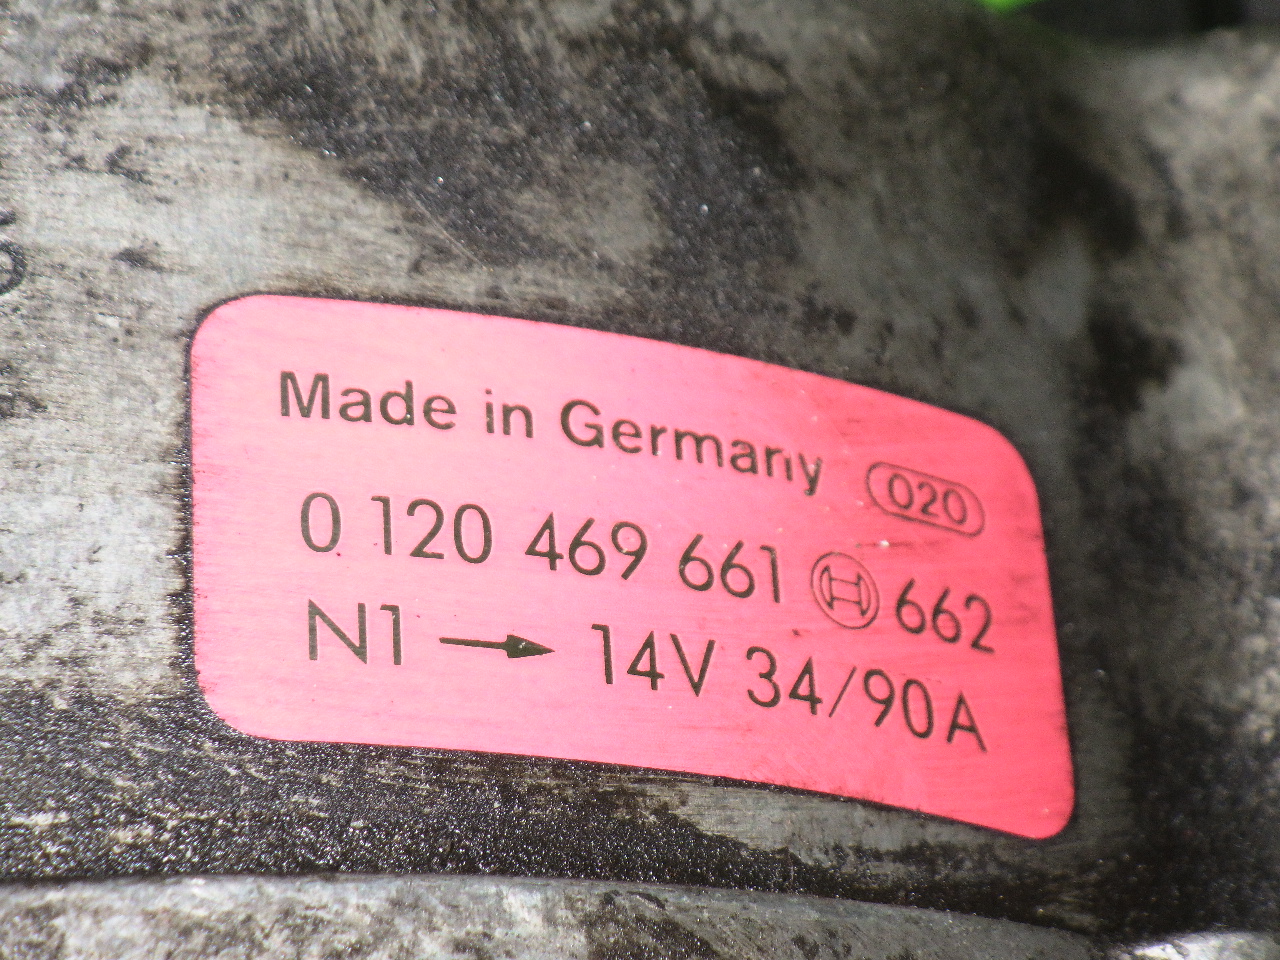 Made in Germany 020
0 120 469 661 662
N1 → 14V 34/90A